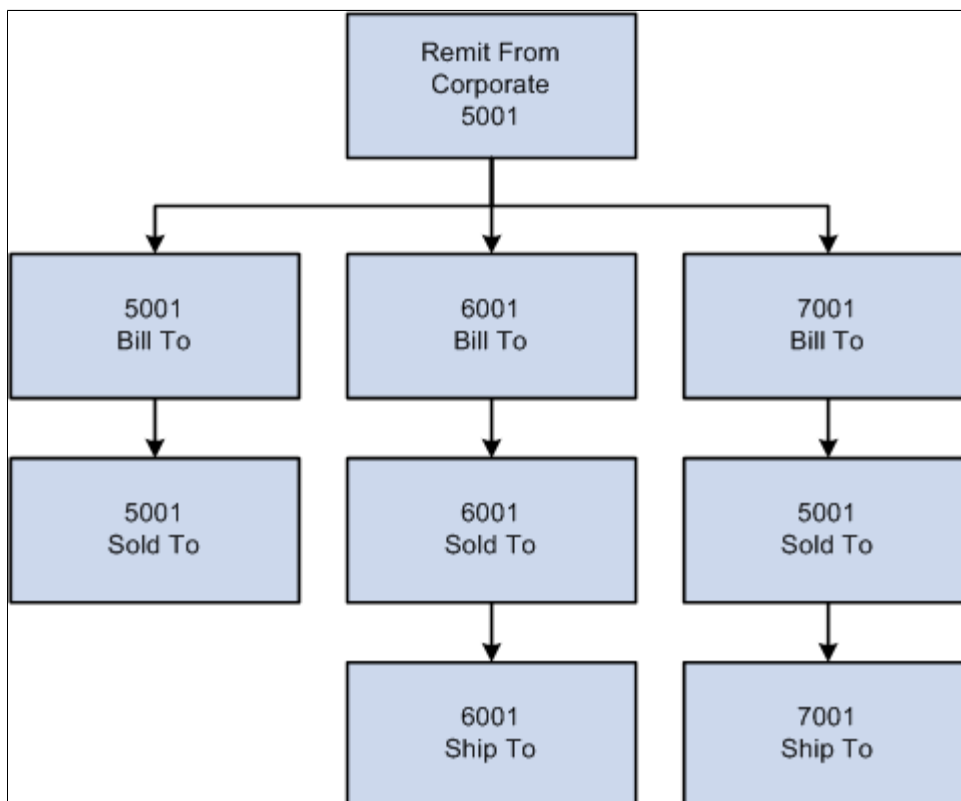 Remit From
Corporate
5001
5001
Bill To
6001
Bill To
7001
Bill To
5001
Sold To
6001
Sold To
5001
Sold To
6001
Ship To
7001
Ship To